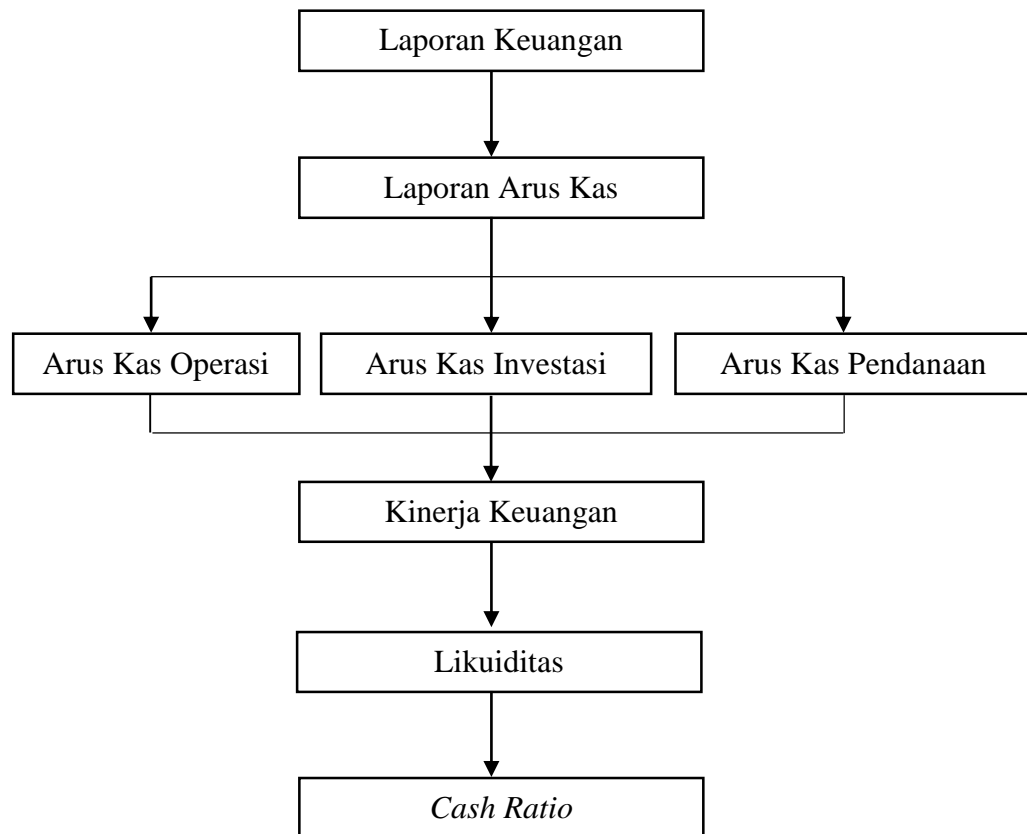 Laporan Keuangan
Laporan Arus Kas
Arus Kas Operasi
Arus Kas Investasi
Arus Kas Pendanaan
Kinerja Keuangan
Likuiditas
Cash Ratio